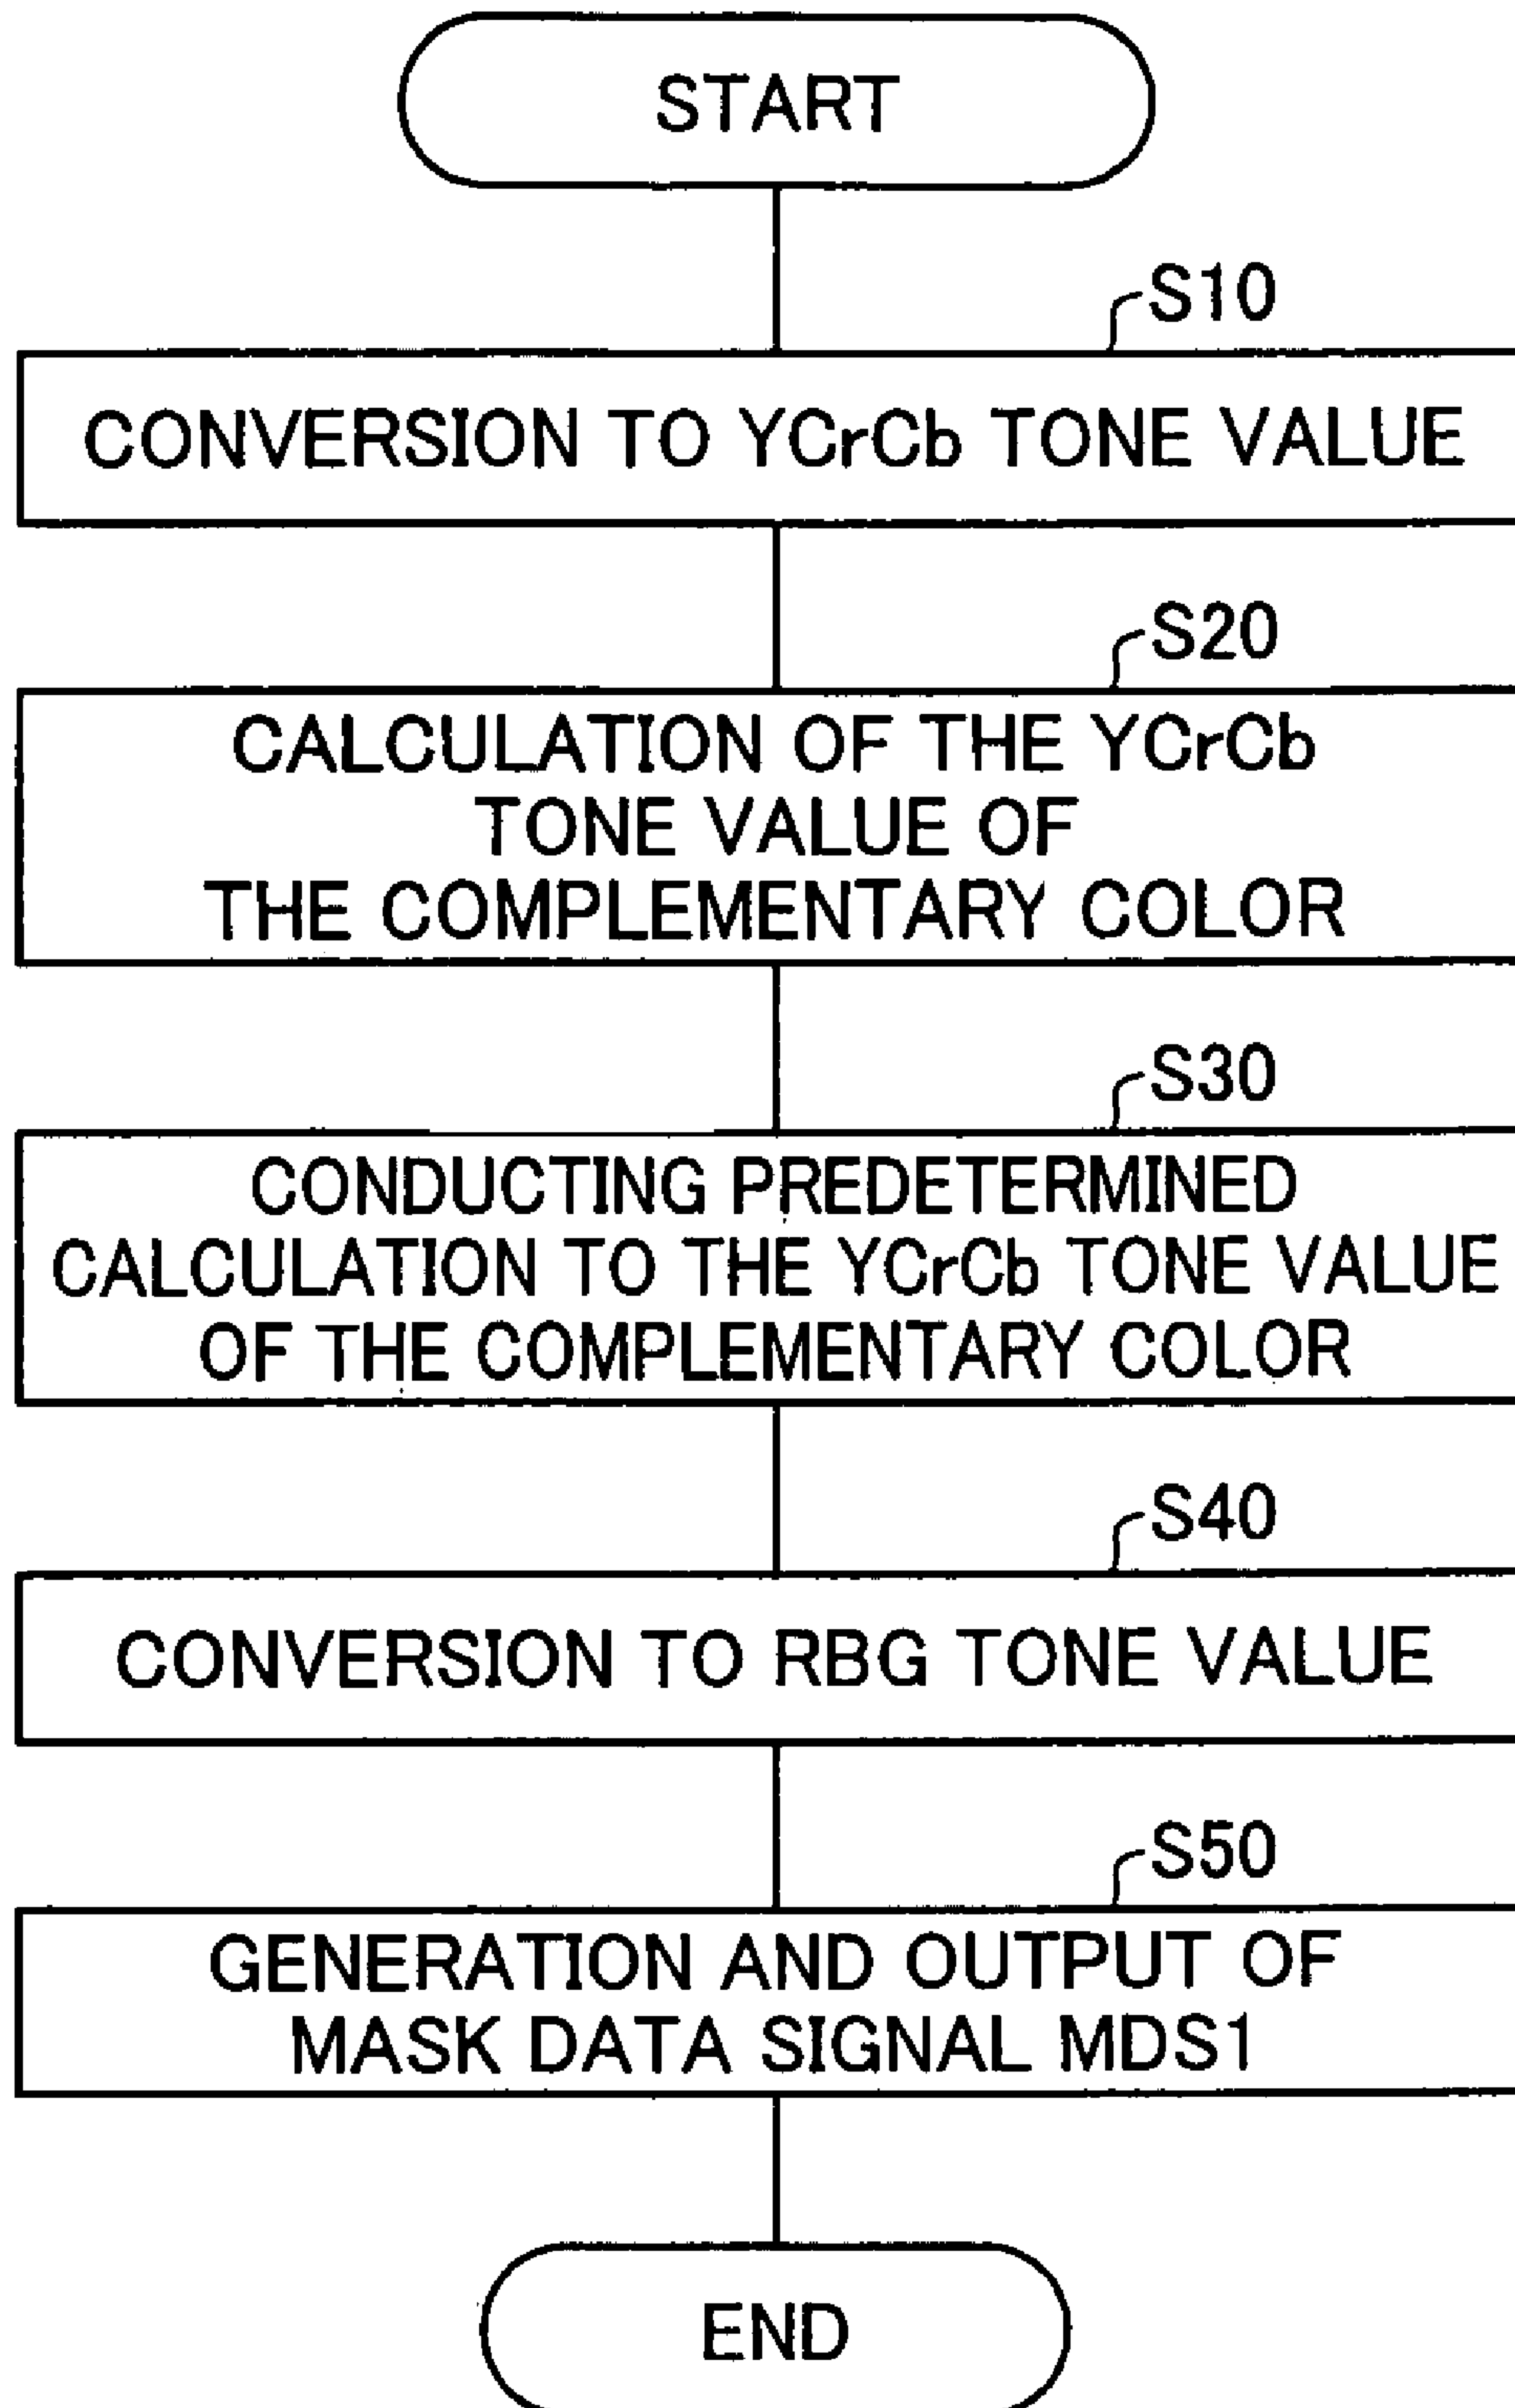 START
S10
CONVERSION TO YCrCb TONE VALUE
S20
CALCULATION OF THE YCrCb
TONE VALUE OF
THE COMPLEMENTARY COLOR
S30
CONDUCTING PREDETERMINED
CALCULATION TO THE YCrCb TONE VALUE
OF THE COMPLEMENTARY COLOR
S40
CONVERSION TO RBG TONE VALUE
S50
GENERATION AND OUTPUT OF
MASK DATA SIGNAL MDS1
END